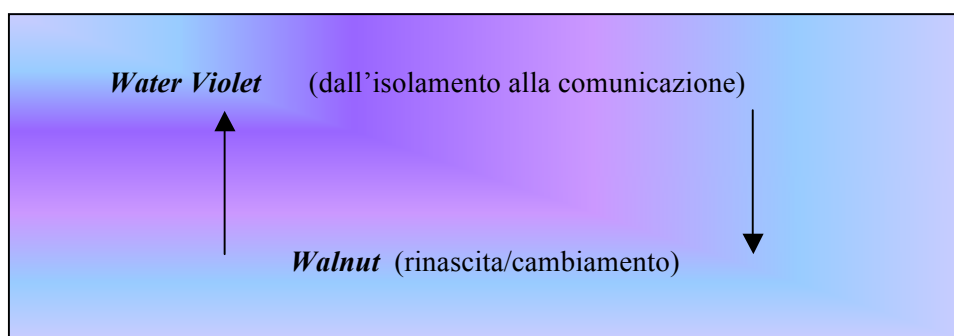 Water Violet (dall'isolamento alla comunicazione)
Walnut (rinascita/cambiamento)